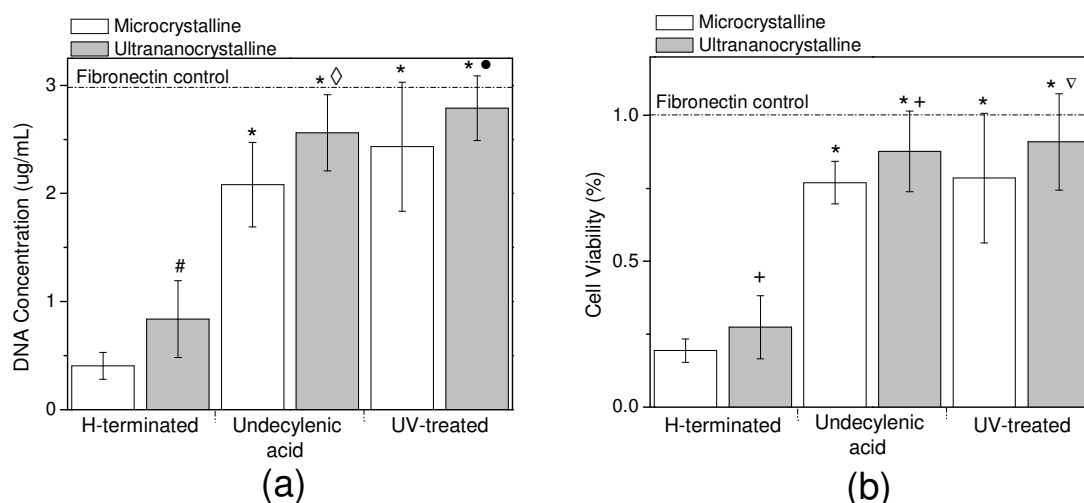 Microcrystalline
Ultrananocrystalline
Fibronectin control
3
2
1
0
DNA Concentration (ug/mL)
#
*
* ◊
*
* ●
H-terminated
Undecylenic
acid
UV-treated
(a)
Microcrystalline
Ultrananocrystalline
Fibronectin control
1.0
0.5
0.0
Cell Viability (%)
+
*
* +
*
* ∇
H-terminated
Undecylenic
acid
UV-treated
(b)